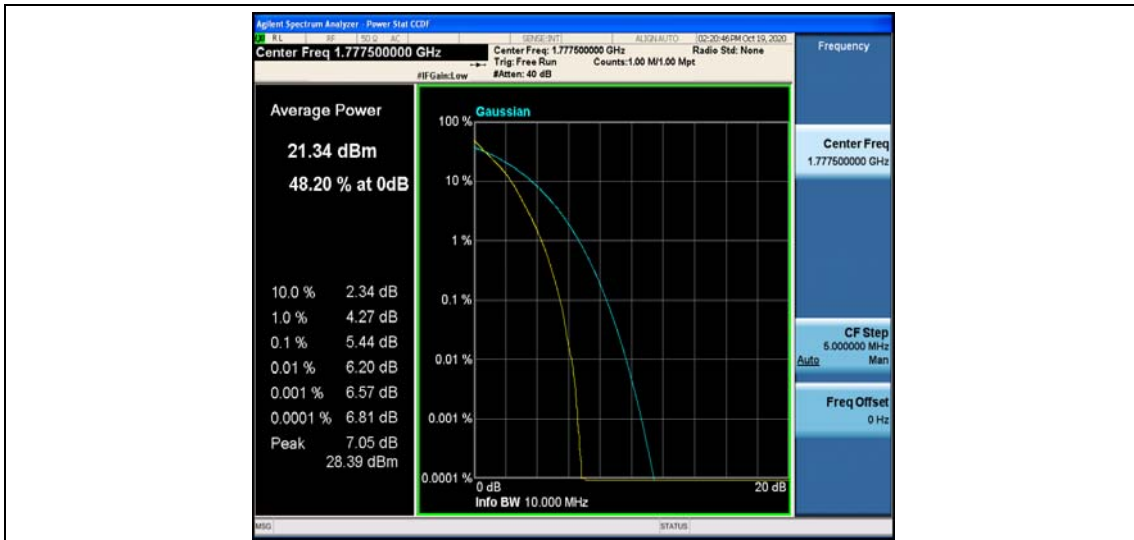 Agilent Spectrum Analyzer - Power Stat CCDF
RL RF 50 Ω AC SENSE:INT ALIGN AUTO 02:20:46 PM Oct 19, 2020
Center Freq 1.777500000 GHz
Center Freq: 1.777500000 GHz Radio Std: None
Trig: Free Run Counts:1.00 M/1.00 Mpt
#IFGain:Low #Atten: 40 dB
Frequency
Average Power
21.34 dBm
48.20 % at 0dB
10.0 % 2.34 dB
1.0 % 4.27 dB
0.1 % 5.44 dB
0.01 % 6.20 dB
0.001 % 6.57 dB
0.0001 % 6.81 dB
Peak 7.05 dB
28.39 dBm
Gaussian
100 %
10 %
1 %
0.1 %
0.01 %
0.001 %
0.0001 %
0 dB 20 dB
Info BW 10.000 MHz
Center Freq
1.777500000 GHz
CF Step
5.000000 MHz
Auto Man
Freq Offset
0 Hz
MSG STATUS